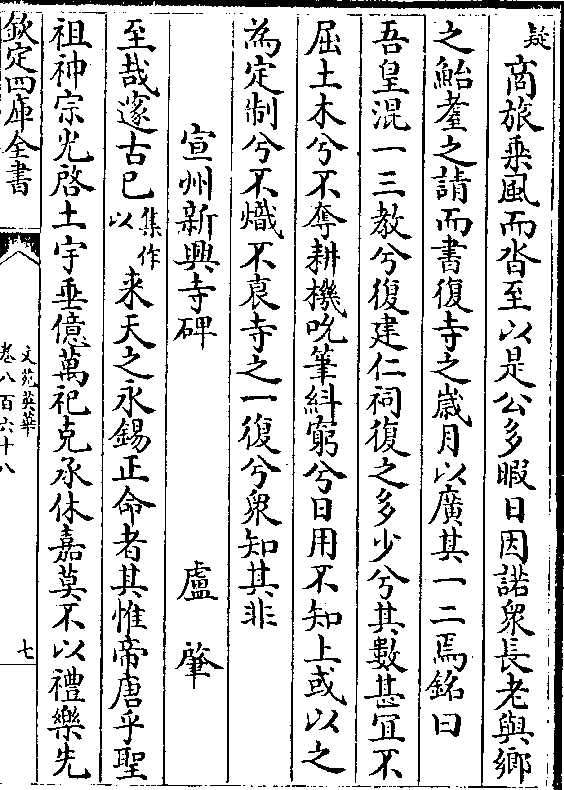 疑商旅乘風而沓至以是公多暇日因諾衆長老與鄉
之鮐耋之請而書復寺之歳月以廣其一二焉銘曰
吾皇混一三教兮復建仁祠復之多少兮其數甚宜不
屈土木兮不奪耕機吮筆紏窮兮日用不知上或以之
為定制兮不熾不衰寺之一復兮衆知其非
宣州新興寺碑 盧肇
至哉邃古已集作以来天之永錫正命者其惟帝唐乎聖
祖神宗光啓土宇垂億萬祀克承休嘉莫不以禮樂先
欽定四庫全書
文苑英華
卷八百六十八
七